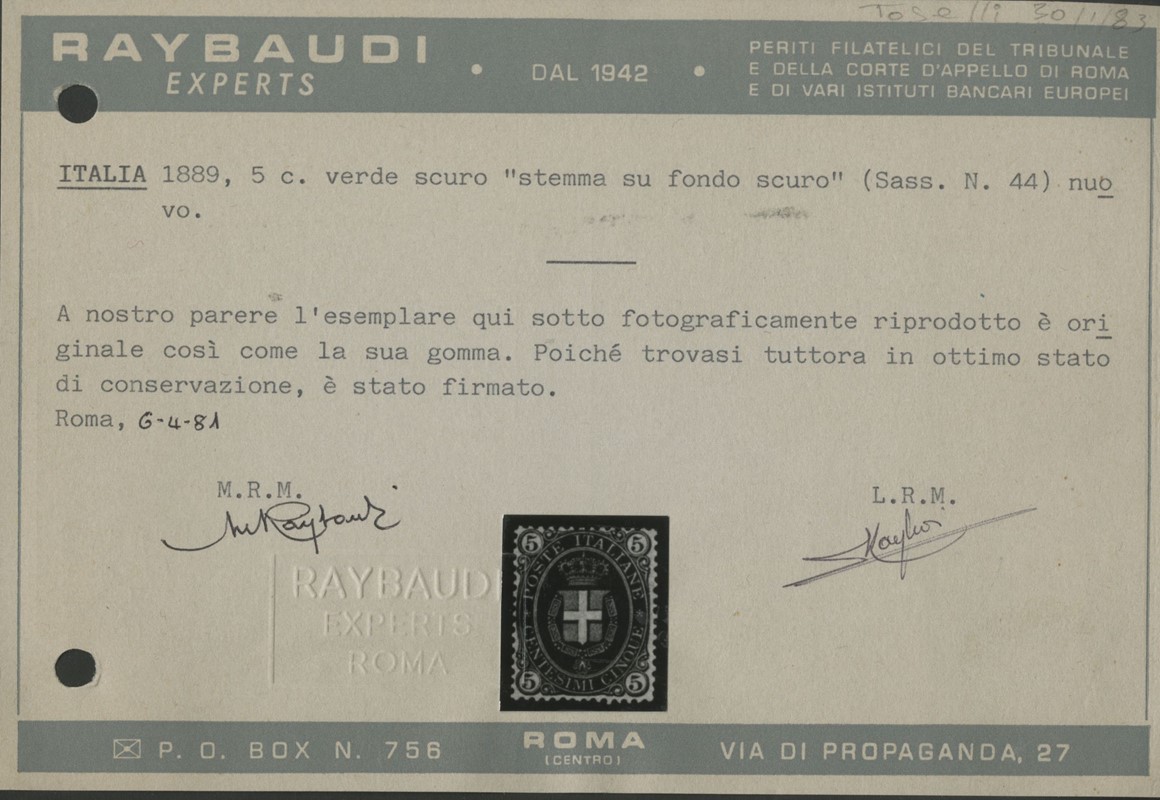 Toselli 30/1/83
RAYBAUDI
EXPERTS
• DAL 1942 •
PERITI FILATELICI DEL TRIBUNALE
E DELLA CORTE D'APPELLO DI ROMA
E DI VARI ISTITUTI BANCARI EUROPEI
ITALIA 1889, 5 c. verde scuro "stemma su fondo scuro" (Sass. N. 44) nuo
vo.
A nostro parere l'esemplare qui sotto fotograficamente riprodotto è ori
ginale così come la sua gomma. Poiché trovasi tuttora in ottimo stato
di conservazione, è stato firmato.
Roma, 6-4-81
M.R.M.
L.R.M.
RAYBAUDI
EXPERTS
ROMA
5 5
POSTE ITALIANE
CENTESIMI CINQUE
5 5
P. O. BOX N. 756
ROMA
(CENTRO)
VIA DI PROPAGANDA, 27